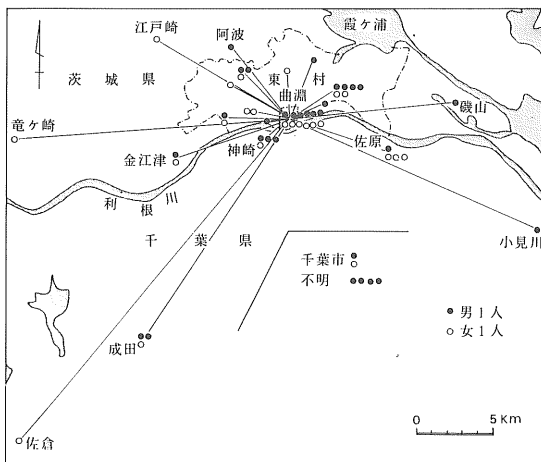 江戸崎
阿波
霞ケ浦
茨城県
東村
曲淵
磯山
竜ケ崎
金江津
神崎
佐原
利根川
千葉県
小見川
千葉市
不明
男1人
女1人
成田
0 5Km
佐倉